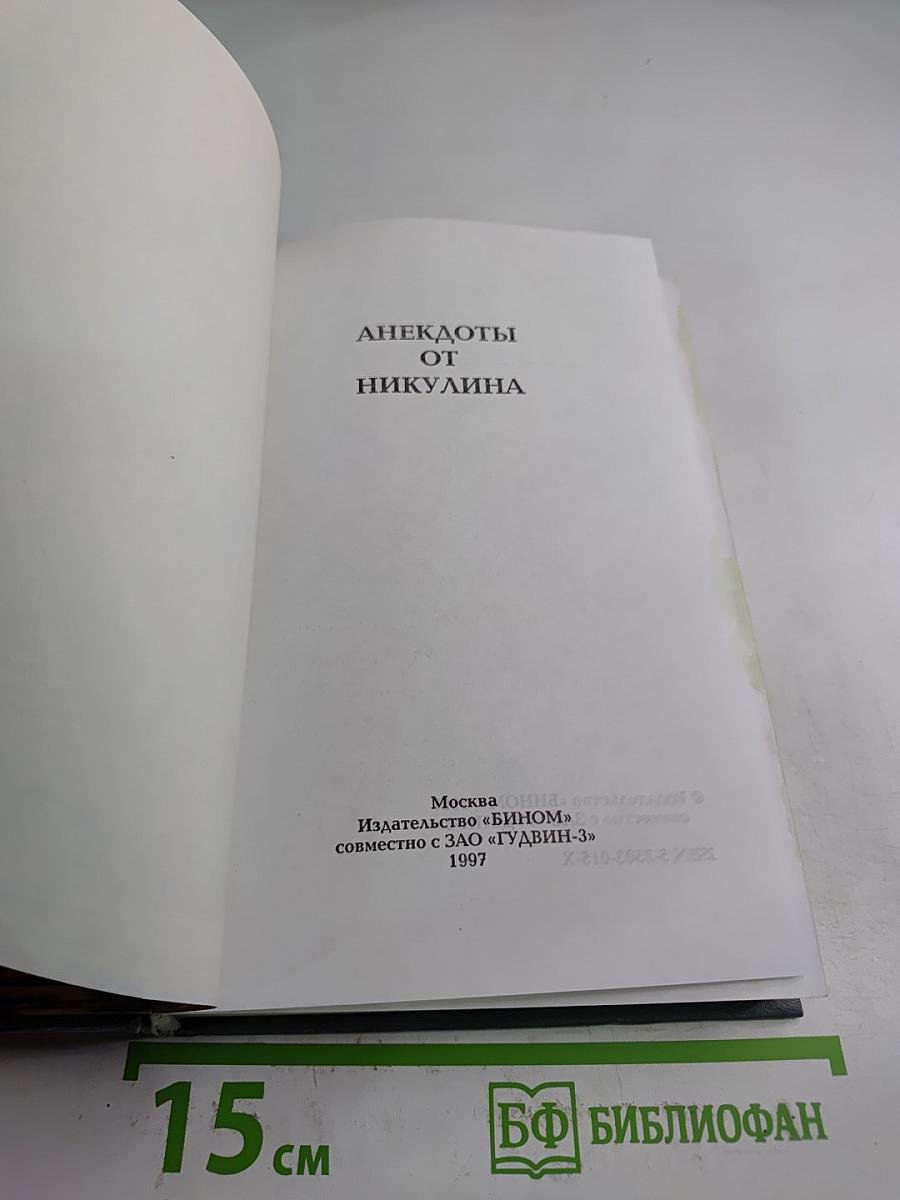 АНЕКДОТЫ
ОТ
НИКУЛИНА
Москва
Издательство «БИНОМ»
совместно с ЗАО «ГУДВИН-3»
1997
15 см
БФ БИБЛИОФАН